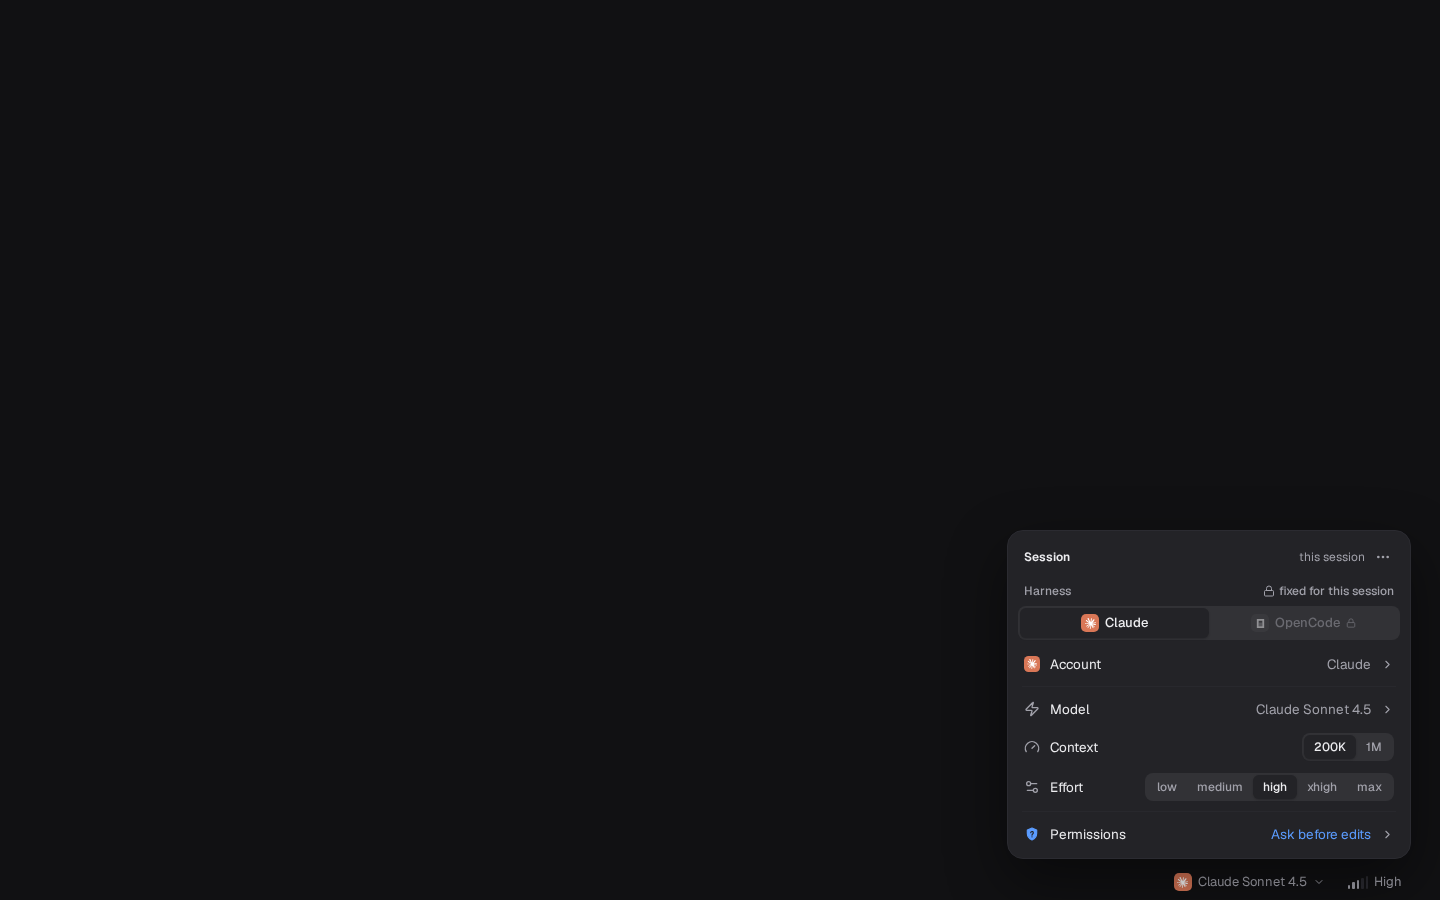 Session this session
Harness fixed for this session
Claude OpenCode
Account Claude
Model Claude Sonnet 4.5
Context 200K 1M
Effort low medium high xhigh max
Permissions Ask before edits
Claude Sonnet 4.5 High